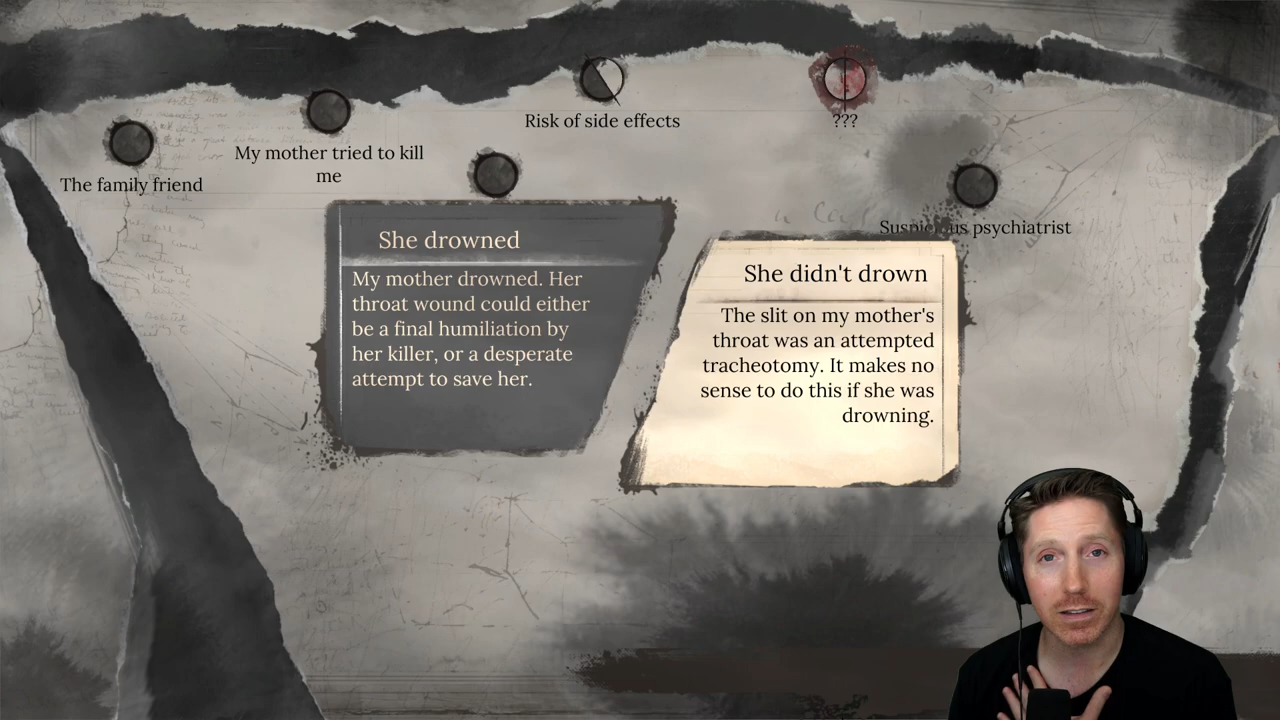 Risk of side effects
???
My mother tried to kill
me
The family friend
Suspicious psychiatrist
She drowned
My mother drowned. Her
throat wound could either
be a final humiliation by
her killer, or a desperate
attempt to save her.
She didn't drown
The slit on my mother's
throat was an attempted
tracheotomy. It makes no
sense to do this if she was
drowning.